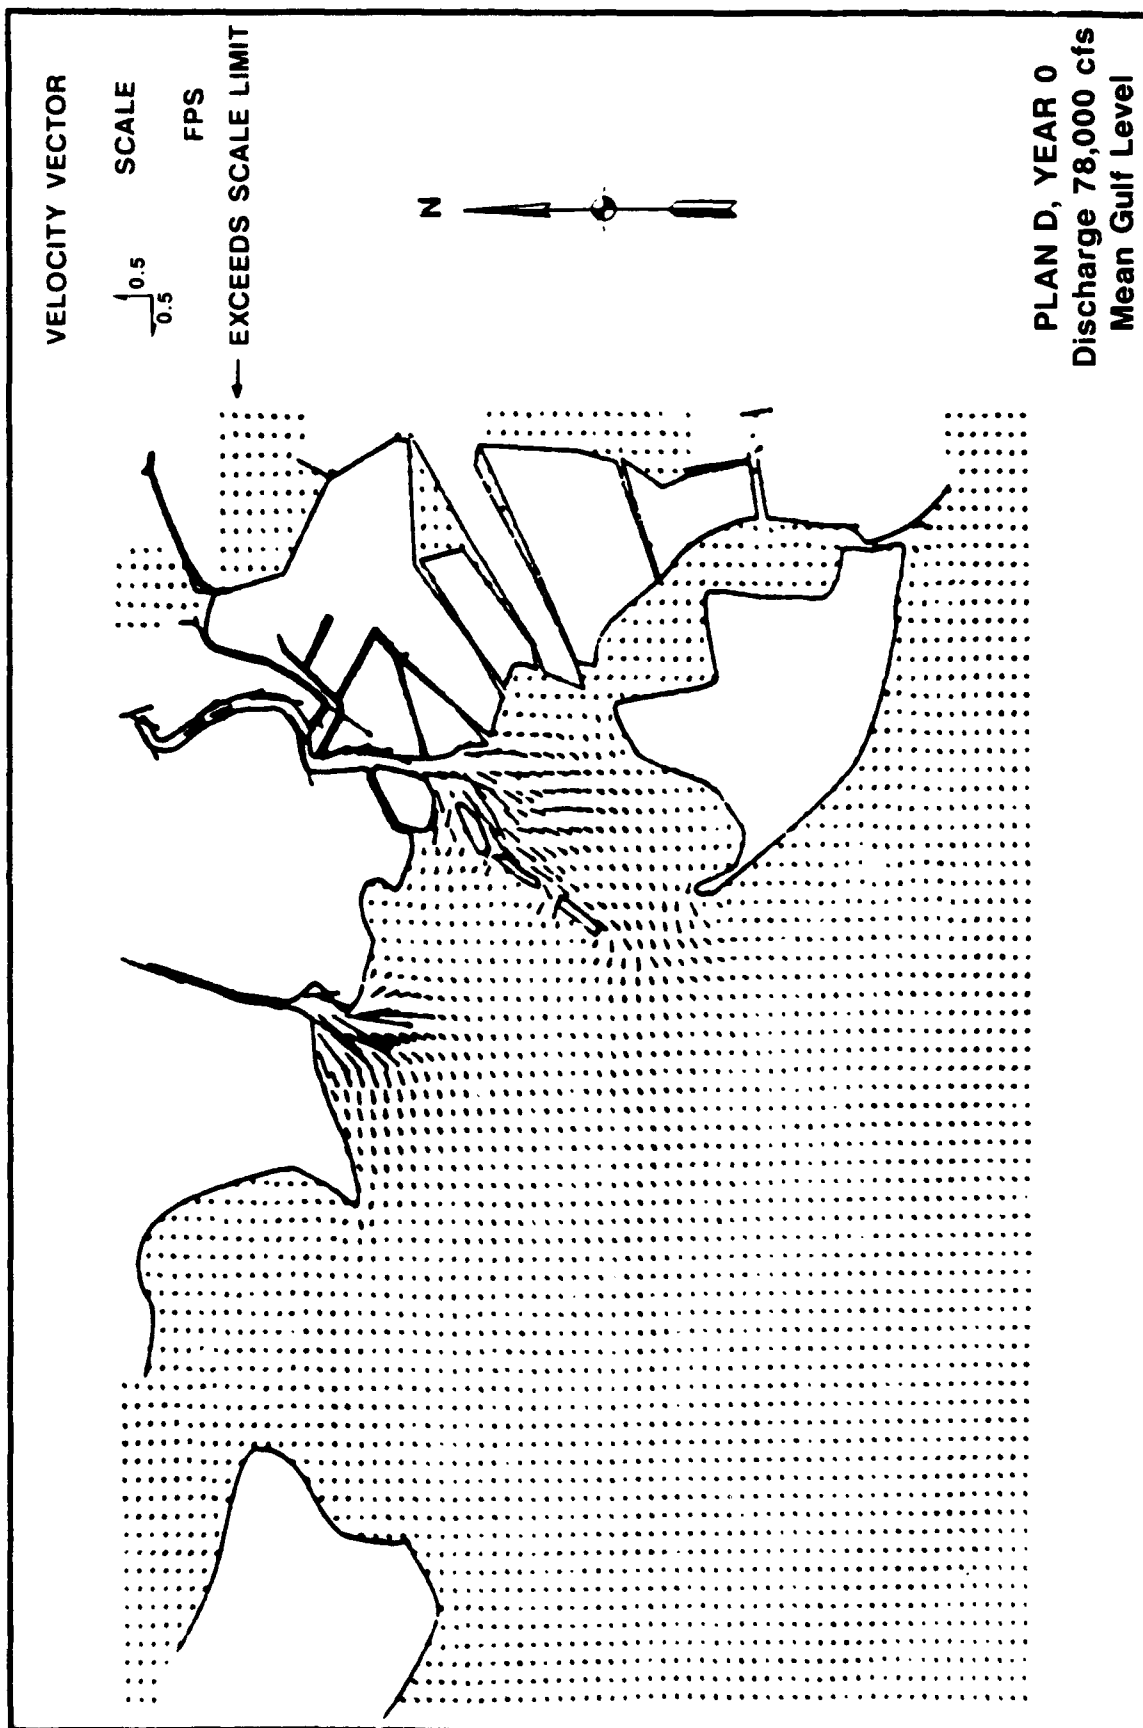 VELOCITY VECTOR
SCALE
0.5
0.5
FPS
← EXCEEDS SCALE LIMIT
N
PLAN D, YEAR 0
Discharge 78,000 cfs
Mean Gulf Level